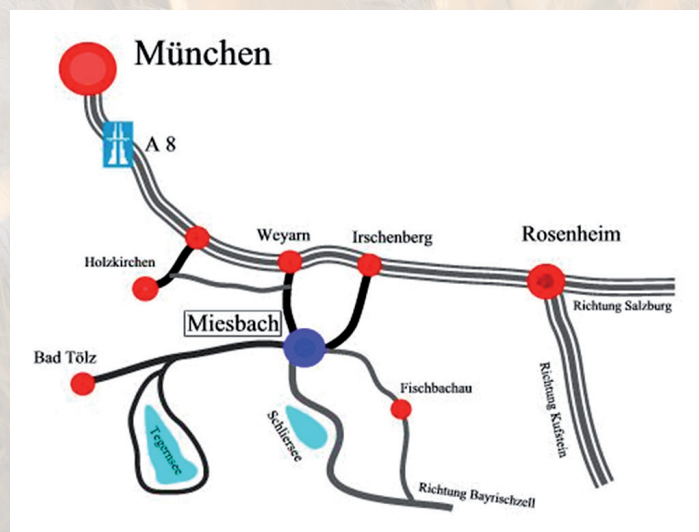 München
A 8
Weyarn
Irschenberg
Rosenheim
Holzkirchen
Richtung Salzburg
Miesbach
Bad Tölz
Richtung Kufstein
Fischbachau
Tegernsee
Schliersee
Richtung Bayrischzell